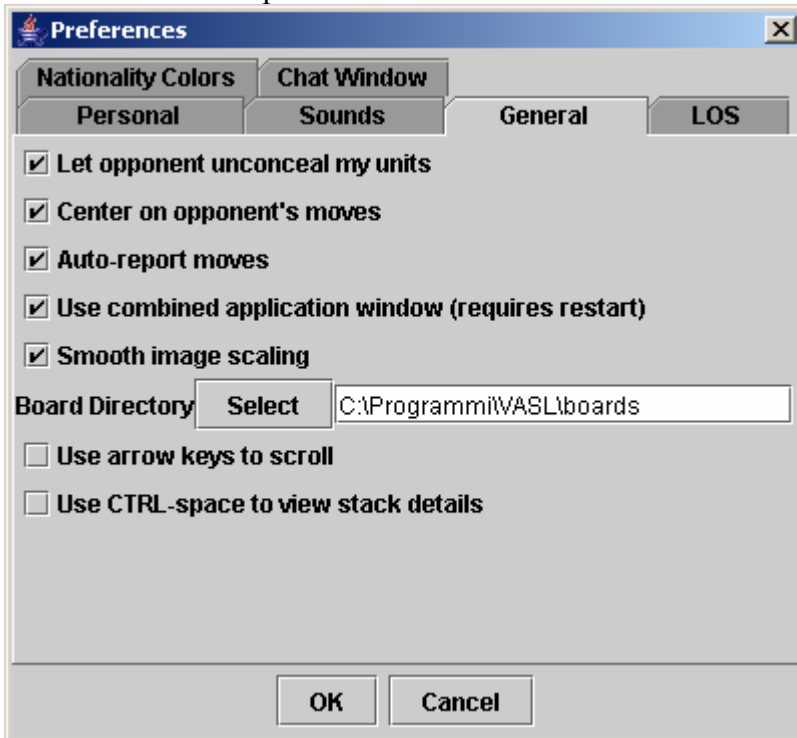 Preferences
Nationality Colors Chat Window
Personal Sounds General LOS
Let opponent unconceal my units
Center on opponent's moves
Auto-report moves
Use combined application window (requires restart)
Smooth image scaling
Board Directory Select C:\Programmi\VASL\boards
Use arrow keys to scroll
Use CTRL-space to view stack details
OK Cancel